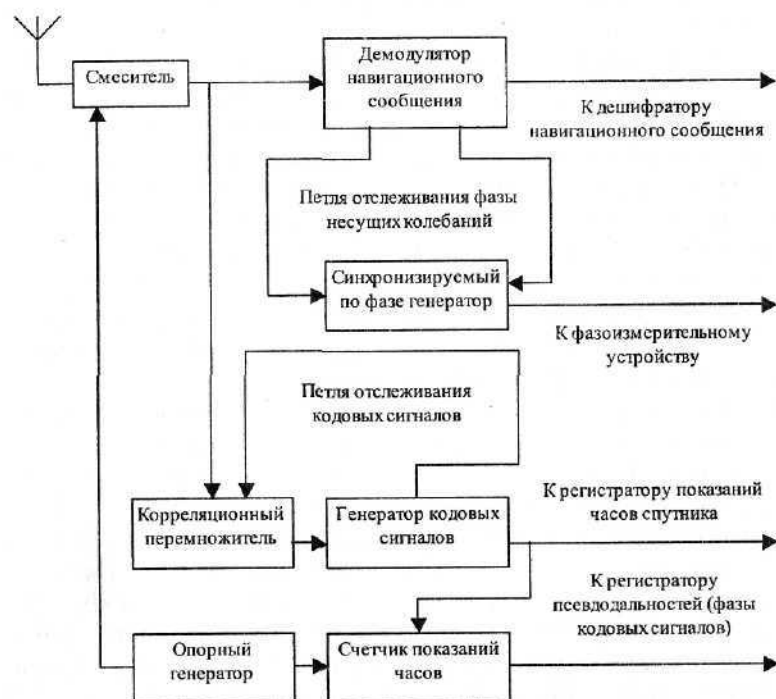 Смеситель
Демодулятор
навигационного
сообщения
К дешифратору
навигационного сообщения
Петля отслеживания фазы
несущих колебаний
Синхронизируемый
по фазе генератор
К фазоизмерительному
устройству
Петля отслеживания
кодовых сигналов
Корреляционный
перемножитель
Генератор кодовых
сигналов
К регистратору показаний
часов спутника
К регистратору
псевдодальностей (фазы
кодовых сигналов)
Опорный
генератор
Счетчик показаний
часов